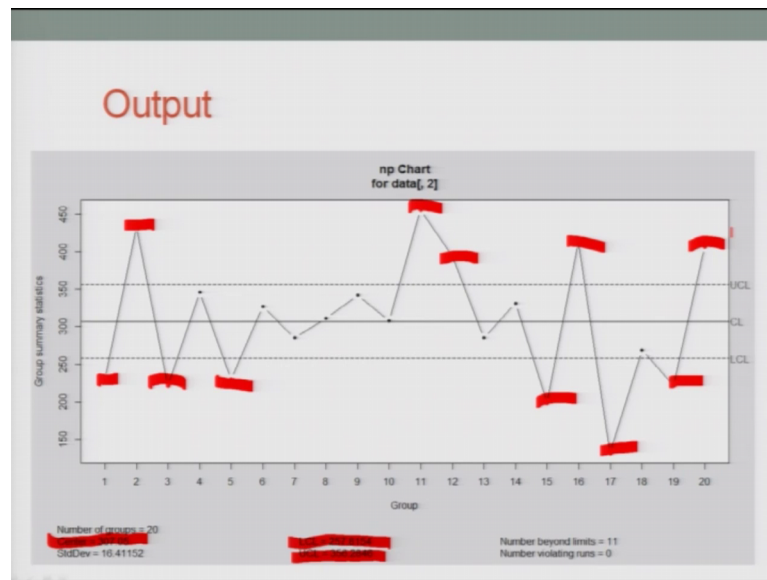 Output
np Chart
for data[, 2]
Group summary statistics
450
400
350
300
250
200
150
UCL
CL
LCL
1 2 3 4 5 6 7 8 9 10 11 12 13 14 15 16 17 18 19 20
Group
Number of groups = 20
StdDev = 16.41152
Number beyond limits = 11
Number violating runs = 0